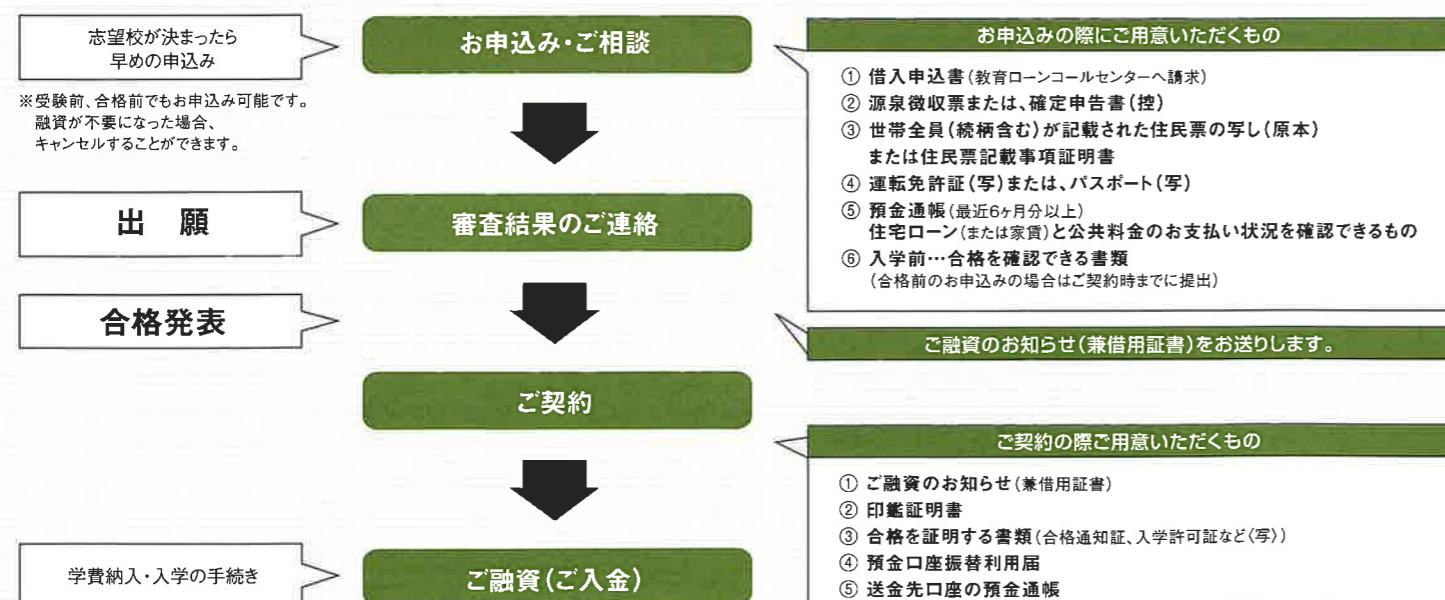 志望校が決まったら
早めの申込み
※受験前、合格前でもお申込み可能です。
融資が不要になった場合、
キャンセルすることができます。
お申込み・ご相談
お申込みの際にご用意いただくもの
① 借入申込書(教育ローンコールセンターへ請求)
② 源泉徴収票または、確定申告書(控)
③ 世帯全員(続柄含む)が記載された住民票の写し(原本)
または住民票記載事項証明書
④ 運転免許証(写)または、パスポート(写)
⑤ 預金通帳(最近6ヶ月分以上)
住宅ローン(または家賃)と公共料金のお支払い状況を確認できるもの
⑥ 入学前…合格を確認できる書類
(合格前のお申込みの場合はご契約時までに提出)
出 願
審査結果のご連絡
合格発表
ご融資のお知らせ(兼借用証書)をお送りします。
ご契約
ご契約の際ご用意いただくもの
① ご融資のお知らせ(兼借用証書)
② 印鑑証明書
③ 合格を証明する書類(合格通知証、入学許可証など〈写〉)
④ 預金口座振替利用届
⑤ 送金先口座の預金通帳
学費納入・入学の手続き
ご融資(ご入金)